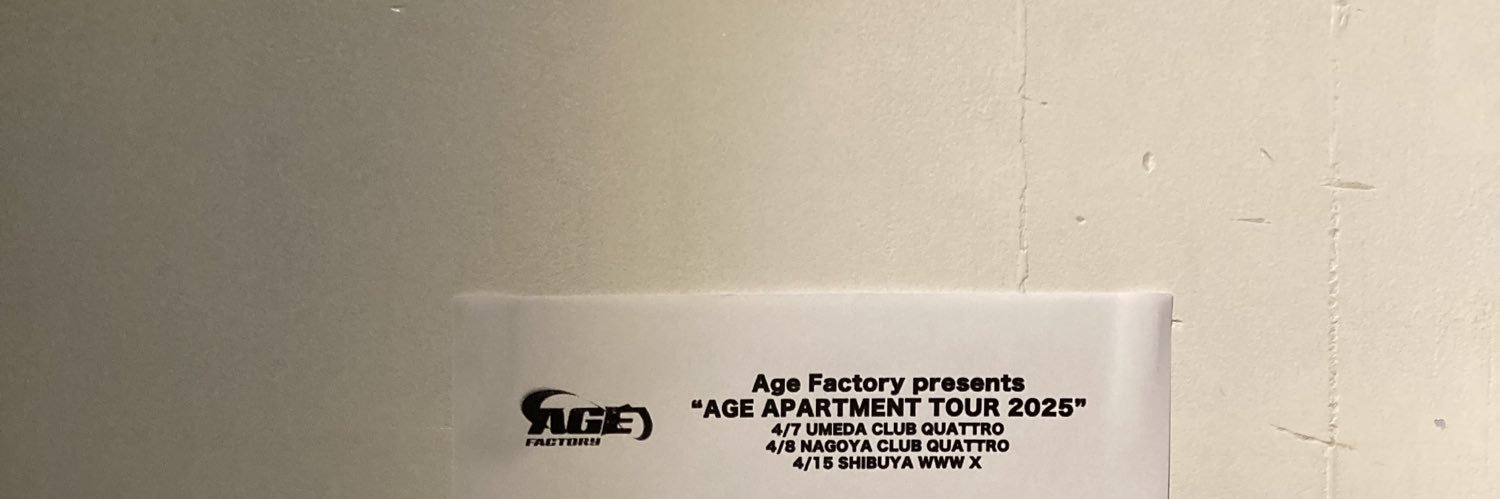 AGE
FACTORY
Age Factory presents
“AGE APARTMENT TOUR 2025”
4/7 UMEDA CLUB QUATTRO
4/8 NAGOYA CLUB QUATTRO
4/15 SHIBUYA WWW X